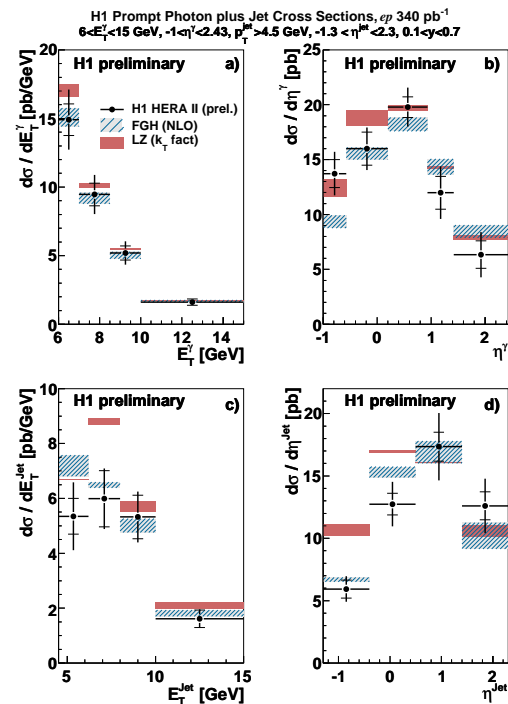 H1 Prompt Photon plus Jet Cross Sections, ep 340 pb⁻¹
6<E_T^γ<15 GeV, -1<η^γ<2.43, p_T^jet>4.5 GeV, -1.3 < η^jet<2.3, 0.1<y<0.7
H1 preliminary a)
H1 HERA II (prel.)
FGH (NLO)
LZ (k_T fact)
dσ / dE_T^γ [pb/GeV]
20
15
10
5
0
6 8 10 12 14
E_T^γ [GeV]
H1 preliminary b)
dσ / dη^γ [pb]
25
20
15
10
5
0
-1 0 1 2
η^γ
H1 preliminary
c)
dσ / dE_T^Jet [pb/GeV]
10
8
6
4
2
0
5 10 15
E_T^Jet [GeV]
H1 preliminary
d)
dσ / dη^Jet [pb]
20
15
10
5
0
-1 0 1 2
η^Jet